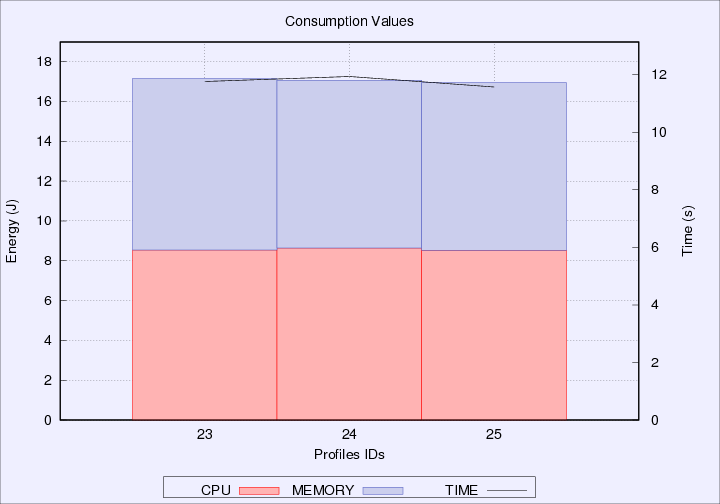 Consumption Values
18
16
14
12
10
8
6
4
2
0
Energy (J)
12
10
8
6
4
2
0
Time (s)
23 24 25
Profiles IDs
CPU MEMORY TIME